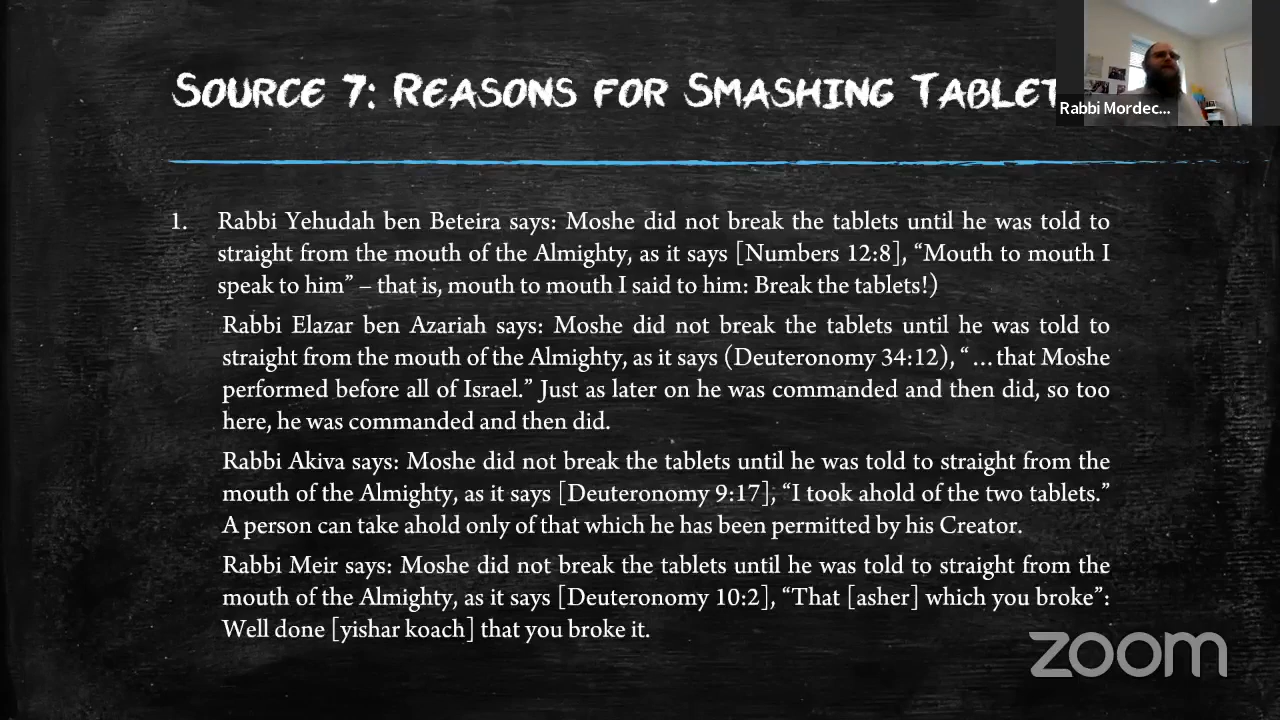 SOURCE 7: REASONS FOR SMASHING TABLET
Rabbi Mordec...
1. Rabbi Yehudah ben Beteira says: Moshe did not break the tablets until he was told to
straight from the mouth of the Almighty, as it says [Numbers 12:8], “Mouth to mouth I
speak to him” – that is, mouth to mouth I said to him: Break the tablets!)
Rabbi Elazar ben Azariah says: Moshe did not break the tablets until he was told to
straight from the mouth of the Almighty, as it says (Deuteronomy 34:12), “…that Moshe
performed before all of Israel.” Just as later on he was commanded and then did, so too
here, he was commanded and then did.
Rabbi Akiva says: Moshe did not break the tablets until he was told to straight from the
mouth of the Almighty, as it says [Deuteronomy 9:17], “I took ahold of the two tablets.”
A person can take ahold only of that which he has been permitted by his Creator.
Rabbi Meir says: Moshe did not break the tablets until he was told to straight from the
mouth of the Almighty, as it says [Deuteronomy 10:2], “That [asher] which you broke”:
Well done [yishar koach] that you broke it.
zoom